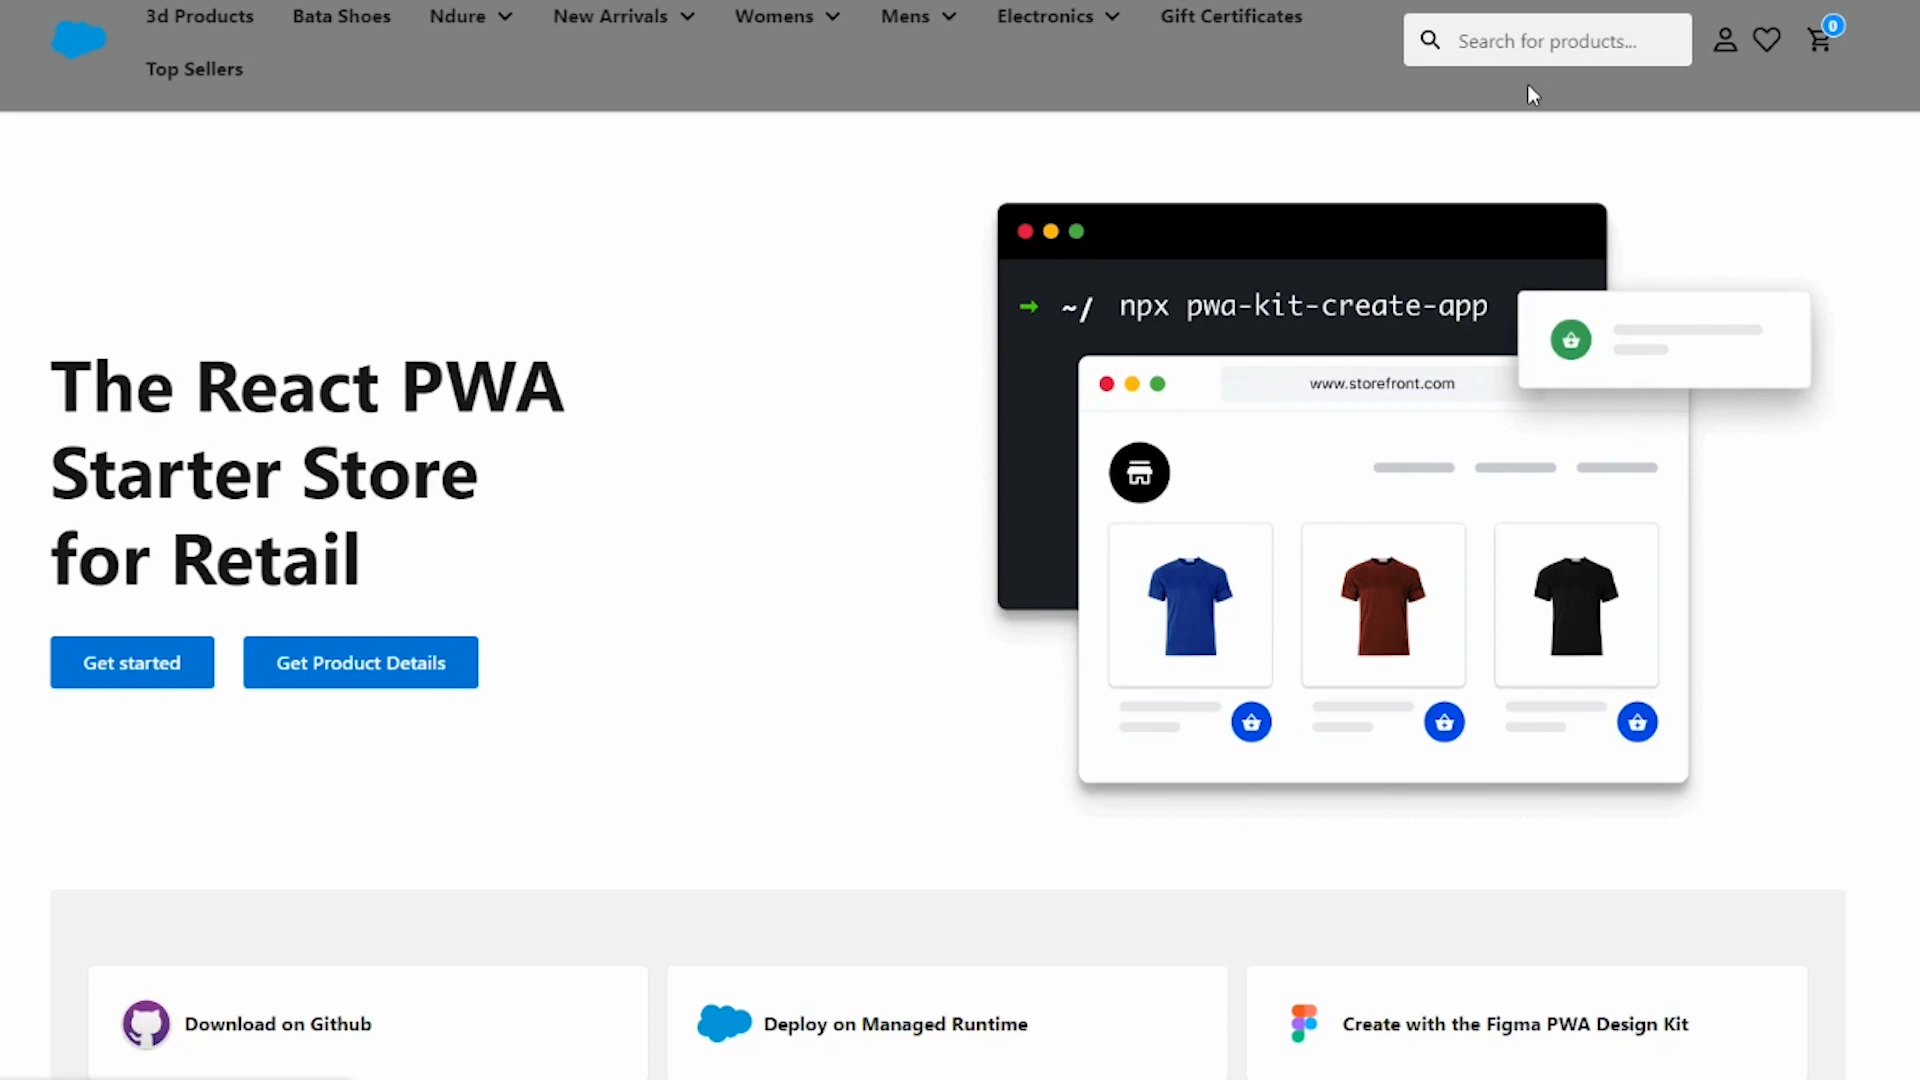 3d Products
Bata Shoes
Ndure
New Arrivals
Womens
Mens
Electronics
Gift Certificates
Top Sellers
Search for products...
0
The React PWA
Starter Store
for Retail
Get started
Get Product Details
~/ npx pwa-kit-create-app
www.storefront.com
Download on Github
Deploy on Managed Runtime
Create with the Figma PWA Design Kit